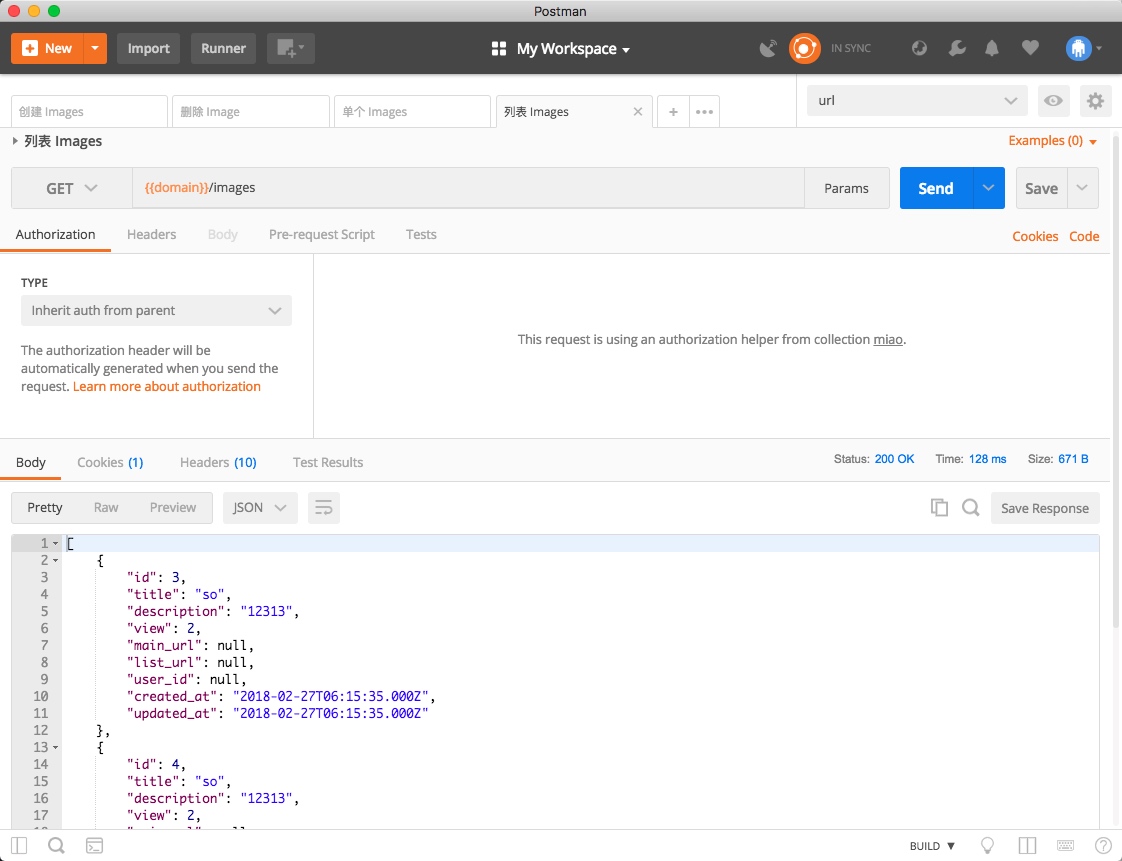 Postman
New
Import
Runner
My Workspace
IN SYNC
创建 Images
删除 Image
单个 Images
列表 Images
url
列表 Images
Examples (0)
GET
{{domain}}/images
Params
Send
Save
Authorization
Headers
Body
Pre-request Script
Tests
Cookies
Code
TYPE
Inherit auth from parent
The authorization header will be
automatically generated when you send the
request. Learn more about authorization
This request is using an authorization helper from collection miao.
Body
Cookies (1)
Headers (10)
Test Results
Status: 200 OK
Time: 128 ms
Size: 671 B
Pretty
Raw
Preview
JSON
Save Response
1 [
2 {
3 "id": 3,
4 "title": "so",
5 "description": "12313",
6 "view": 2,
7 "main_url": null,
8 "list_url": null,
9 "user_id": null,
10 "created_at": "2018-02-27T06:15:35.000Z",
11 "updated_at": "2018-02-27T06:15:35.000Z"
12 },
13 {
14 "id": 4,
15 "title": "so",
16 "description": "12313",
17 "view": 2,
BUILD